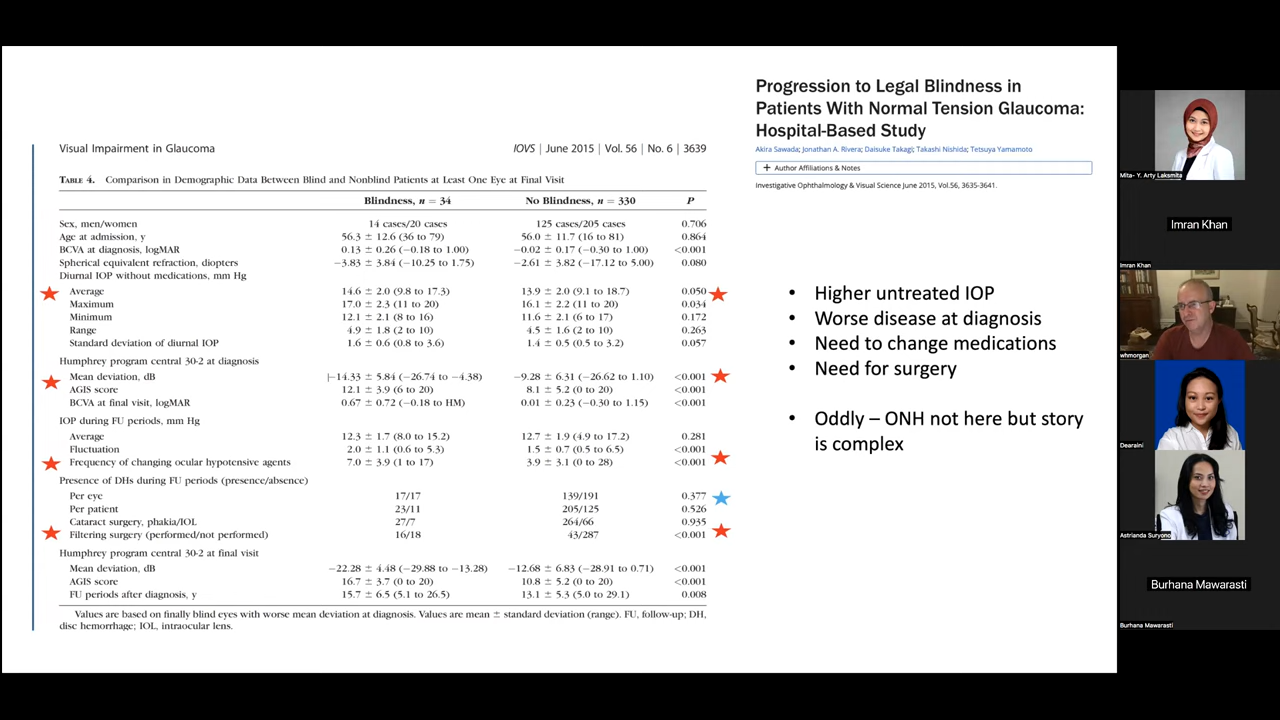 Visual Impairment in Glaucoma IOVS | June 2015 | Vol. 56 | No. 6 | 3639
TABLE 4. Comparison in Demographic Data Between Blind and Nonblind Patients at Least One Eye at Final Visit
Blindness, n = 34 No Blindness, n = 330 P
Sex, men/women 14 cases/20 cases 125 cases/205 cases 0.706
Age at admission, y 56.3 ± 12.6 (36 to 79) 56.0 ± 11.7 (16 to 81) 0.864
BCVA at diagnosis, logMAR 0.13 ± 0.26 (−0.18 to 1.00) −0.02 ± 0.17 (−0.30 to 1.00) <0.001
Spherical equivalent refraction, diopters −3.83 ± 3.84 (−10.25 to 1.75) −2.61 ± 3.82 (−17.12 to 5.00) 0.080
Diurnal IOP without medications, mm Hg
Average 14.6 ± 2.0 (9.8 to 17.3) 13.9 ± 2.0 (9.1 to 18.7) 0.050
Maximum 17.0 ± 2.3 (11 to 20) 16.1 ± 2.2 (11 to 20) 0.034
Minimum 12.1 ± 2.1 (8 to 16) 11.6 ± 2.1 (6 to 17) 0.172
Range 4.9 ± 1.8 (2 to 10) 4.5 ± 1.6 (2 to 10) 0.263
Standard deviation of diurnal IOP 1.6 ± 0.6 (0.8 to 3.6) 1.4 ± 0.5 (0.5 to 3.2) 0.057
Humphrey program central 30-2 at diagnosis
Mean deviation, dB −14.33 ± 5.84 (−26.74 to −4.38) −9.28 ± 6.31 (−26.62 to 1.10) <0.001
AGIS score 12.1 ± 3.9 (6 to 20) 8.1 ± 5.2 (0 to 20) <0.001
BCVA at final visit, logMAR 0.67 ± 0.72 (−0.18 to HM) 0.01 ± 0.23 (−0.30 to 1.15) <0.001
IOP during FU periods, mm Hg
Average 12.3 ± 1.7 (8.0 to 15.2) 12.7 ± 1.9 (4.9 to 17.2) 0.281
Fluctuation 2.0 ± 1.1 (0.6 to 5.3) 1.5 ± 0.7 (0.5 to 6.5) <0.001
Frequency of changing ocular hypotensive agents 7.0 ± 3.9 (1 to 17) 3.9 ± 3.1 (0 to 28) <0.001
Presence of DHs during FU periods (presence/absence)
Per eye 17/17 139/191 0.377
Per patient 23/11 205/125 0.526
Cataract surgery, phakia/IOL 27/7 264/66 0.935
Filtering surgery (performed/not performed) 16/18 43/287 <0.001
Humphrey program central 30-2 at final visit
Mean deviation, dB −22.28 ± 4.48 (−29.88 to −13.28) −12.68 ± 6.83 (−28.91 to 0.71) <0.001
AGIS score 16.7 ± 3.7 (0 to 20) 10.8 ± 5.2 (0 to 20) <0.001
FU periods after diagnosis, y 15.7 ± 6.5 (5.1 to 26.5) 13.1 ± 5.3 (5.0 to 29.1) 0.008
Values are based on finally blind eyes with worse mean deviation at diagnosis. Values are mean ± standard deviation (range). FU, follow-up; DH,
disc hemorrhage; IOL, intraocular lens.
Progression to Legal Blindness in
Patients With Normal Tension Glaucoma:
Hospital-Based Study
Akira Sawada; Jonathan A. Rivera; Daisuke Takagi; Takashi Nishida; Tetsuya Yamamoto
+ Author Affiliations & Notes
Investigative Ophthalmology & Visual Science June 2015, Vol.56, 3635-3641.
• Higher untreated IOP
• Worse disease at diagnosis
• Need to change medications
• Need for surgery
• Oddly – ONH not here but story
is complex
Mita- Y. Arty Laksmita
Imran Khan
Imran Khan
whmorgan
Dearaini
Astrianda Suryono
Burhana Mawarasti
Burhana Mawarasti